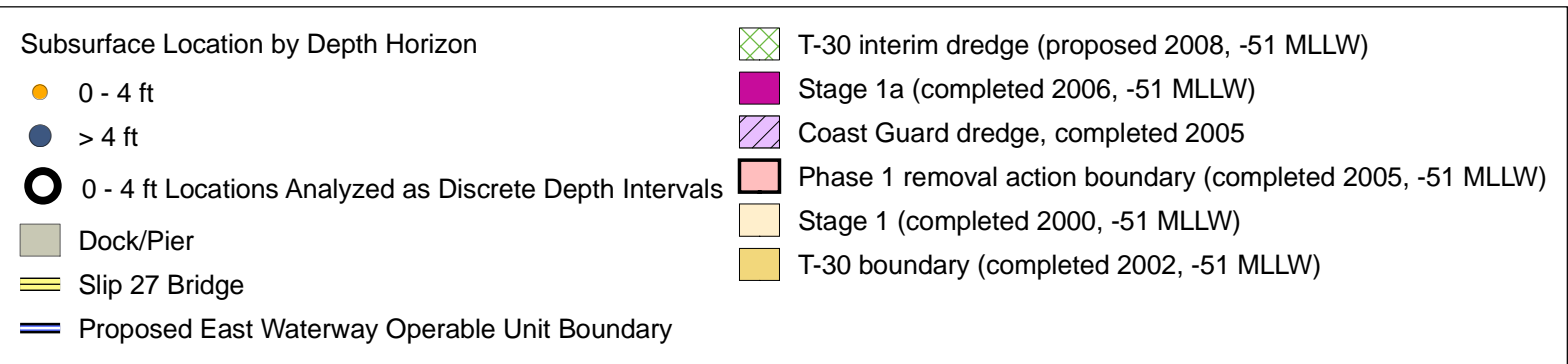 Subsurface Location by Depth Horizon
0 - 4 ft
> 4 ft
0 - 4 ft Locations Analyzed as Discrete Depth Intervals
Dock/Pier
Slip 27 Bridge
Proposed East Waterway Operable Unit Boundary
T-30 interim dredge (proposed 2008, -51 MLLW)
Stage 1a (completed 2006, -51 MLLW)
Coast Guard dredge, completed 2005
Phase 1 removal action boundary (completed 2005, -51 MLLW)
Stage 1 (completed 2000, -51 MLLW)
T-30 boundary (completed 2002, -51 MLLW)